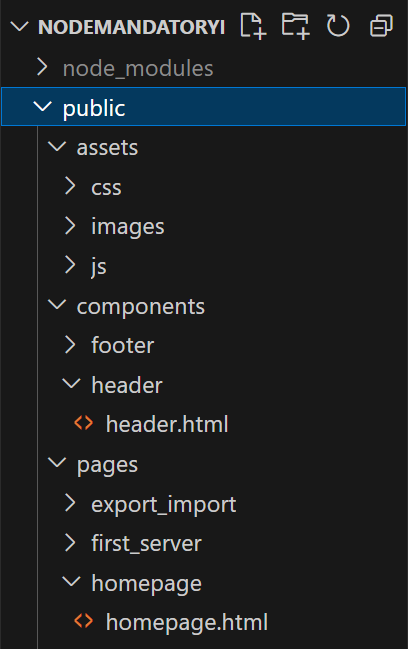 NODEMANDATORYI
node_modules
public
assets
css
images
js
components
footer
header
header.html
pages
export_import
first_server
homepage
homepage.html